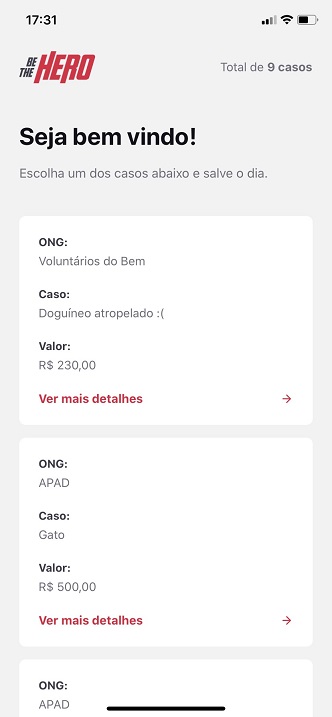 17:31
BE THE HERO
Total de 9 casos
Seja bem vindo!
Escolha um dos casos abaixo e salve o dia.
ONG:
Voluntários do Bem
Caso:
Doguíneo atropelado :(
Valor:
R$ 230,00
Ver mais detalhes →
ONG:
APAD
Caso:
Gato
Valor:
R$ 500,00
Ver mais detalhes →
ONG:
APAD